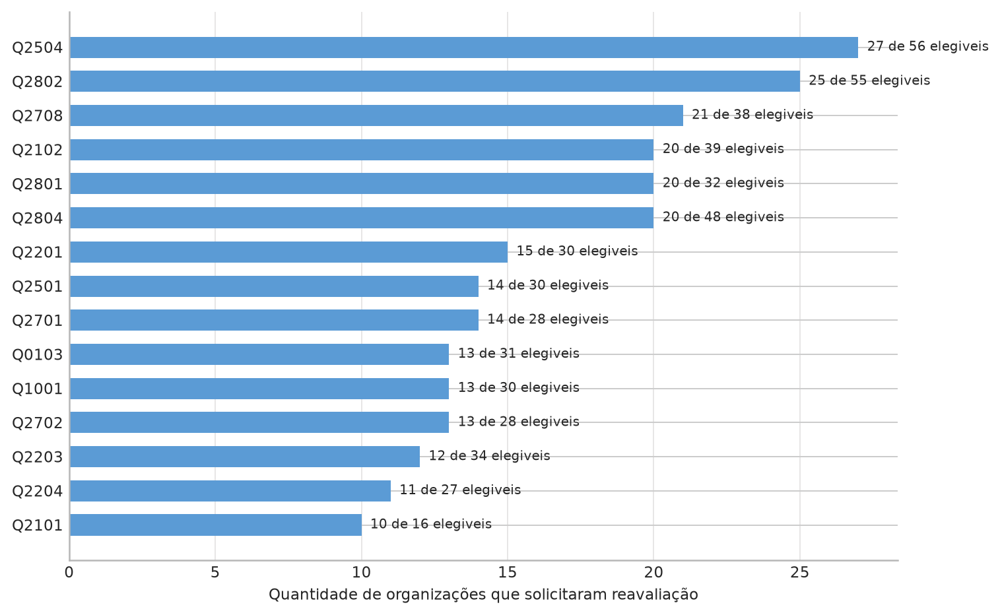 Q2504 27 de 56 elegiveis
Q2802 25 de 55 elegiveis
Q2708 21 de 38 elegiveis
Q2102 20 de 39 elegiveis
Q2801 20 de 32 elegiveis
Q2804 20 de 48 elegiveis
Q2201 15 de 30 elegiveis
Q2501 14 de 30 elegiveis
Q2701 14 de 28 elegiveis
Q0103 13 de 31 elegiveis
Q1001 13 de 30 elegiveis
Q2702 13 de 28 elegiveis
Q2203 12 de 34 elegiveis
Q2204 11 de 27 elegiveis
Q2101 10 de 16 elegiveis
0 5 10 15 20 25
Quantidade de organizações que solicitaram reavaliação